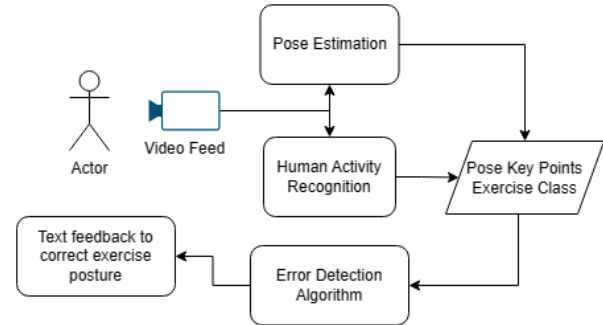 Pose Estimation
Actor
Video Feed
Human Activity
Recognition
Pose Key Points
Exercise Class
Text feedback to
correct exercise
posture
Error Detection
Algorithm